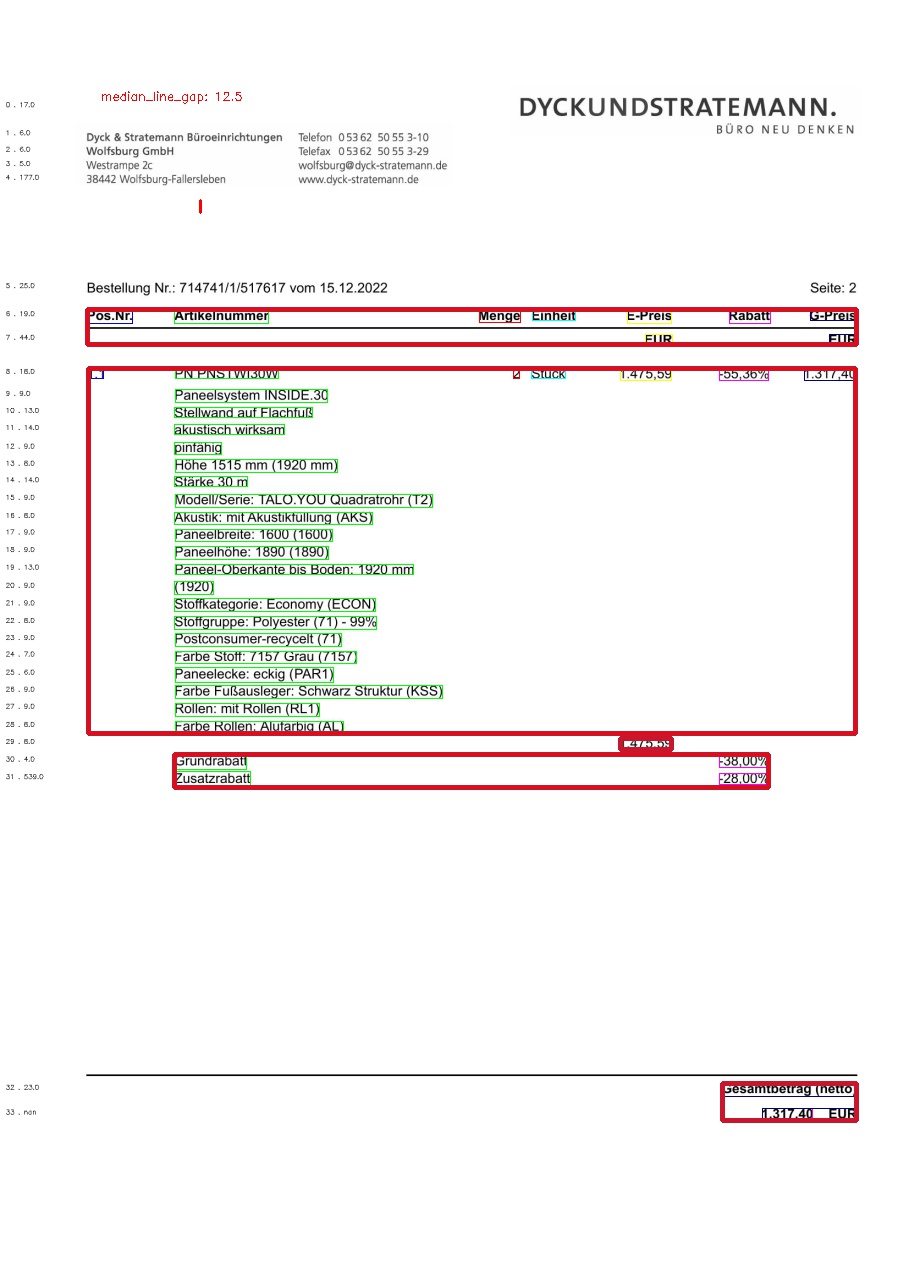 median_line_gap: 12.5
0 . 17.0 DYCKUNDSTRATEMANN.
1 . 6.0 BÜRO NEU DENKEN
Dyck & Stratemann Büroeinrichtungen Telefon 05362 50 55 3-10
2 . 6.0 Wolfsburg GmbH Telefax 05362 50 55 3-29
3 . 5.0 Westrampe 2c wolfsburg@dyck-stratemann.de
4 . 177.0 38442 Wolfsburg-Fallersleben www.dyck-stratemann.de
5 . 25.0 Bestellung Nr.: 714741/1/517617 vom 15.12.2022 Seite: 2
6 . 19.0 Pos.Nr. Artikelnummer Menge Einheit E-Preis Rabatt G-Preis
7 . 44.0 EUR EUR
8 . 18.0 PN PNSTWI30W Stück 1.475,59 -55,36% 1.317,40
9 . 9.0 Paneelsystem INSIDE.30
10 . 13.0 Stellwand auf Flachfuß
11 . 14.0 akustisch wirksam
12 . 9.0 pinfähig
13 . 8.0 Höhe 1515 mm (1920 mm)
14 . 14.0 Stärke 30 m
15 . 9.0 Modell/Serie: TALO.YOU Quadratrohr (T2)
16 . 8.0 Akustik: mit Akustikfüllung (AKS)
17 . 9.0 Paneelbreite: 1600 (1600)
18 . 9.0 Paneelhöhe: 1890 (1890)
19 . 13.0 Paneel-Oberkante bis Boden: 1920 mm
20 . 9.0 (1920)
21 . 9.0 Stoffkategorie: Economy (ECON)
22 . 8.0 Stoffgruppe: Polyester (71) - 99%
23 . 9.0 Postconsumer-recycelt (71)
24 . 7.0 Farbe Stoff: 7157 Grau (7157)
25 . 6.0 Paneelecke: eckig (PAR1)
26 . 9.0 Farbe Fußausleger: Schwarz Struktur (KSS)
27 . 9.0 Rollen: mit Rollen (RL1)
28 . 8.0 Farbe Rollen: Alufarbig (AL)
29 . 6.0 1.475,59
30 . 4.0 Grundrabatt -38,00%
31 . 539.0 Zusatzrabatt -28,00%
32 . 23.0 Gesamtbetrag (netto)
33 . nan 1.317,40 EUR